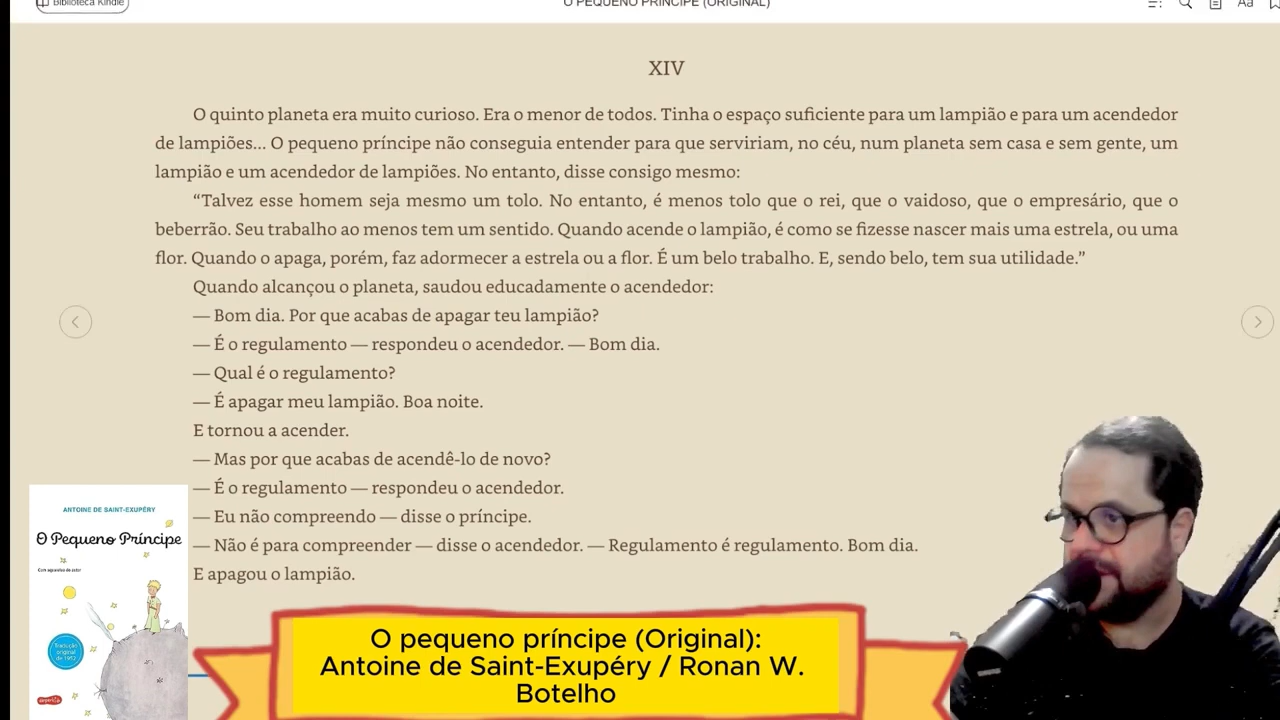 Biblioteca Kindle
O PEQUENO PRÍNCIPE (ORIGINAL)
Aa
XIV
O quinto planeta era muito curioso. Era o menor de todos. Tinha o espaço suficiente para um lampião e para um acendedor
de lampiões... O pequeno príncipe não conseguia entender para que serviriam, no céu, num planeta sem casa e sem gente, um
lampião e um acendedor de lampiões. No entanto, disse consigo mesmo:
“Talvez esse homem seja mesmo um tolo. No entanto, é menos tolo que o rei, que o vaidoso, que o empresário, que o
beberrão. Seu trabalho ao menos tem um sentido. Quando acende o lampião, é como se fizesse nascer mais uma estrela, ou uma
flor. Quando o apaga, porém, faz adormecer a estrela ou a flor. É um belo trabalho. E, sendo belo, tem sua utilidade.”
Quando alcançou o planeta, saudou educadamente o acendedor:
— Bom dia. Por que acabas de apagar teu lampião?
— É o regulamento — respondeu o acendedor. — Bom dia.
— Qual é o regulamento?
— É apagar meu lampião. Boa noite.
E tornou a acender.
— Mas por que acabas de acendê-lo de novo?
— É o regulamento — respondeu o acendedor.
— Eu não compreendo — disse o príncipe.
— Não é para compreender — disse o acendedor. — Regulamento é regulamento. Bom dia.
E apagou o lampião.
ANTOINE DE SAINT-EXUPÉRY
O Pequeno Príncipe
Com aquarelas do autor
Tradução
original
de 1952
O pequeno príncipe (Original):
Antoine de Saint-Exupéry / Ronan W.
Botelho